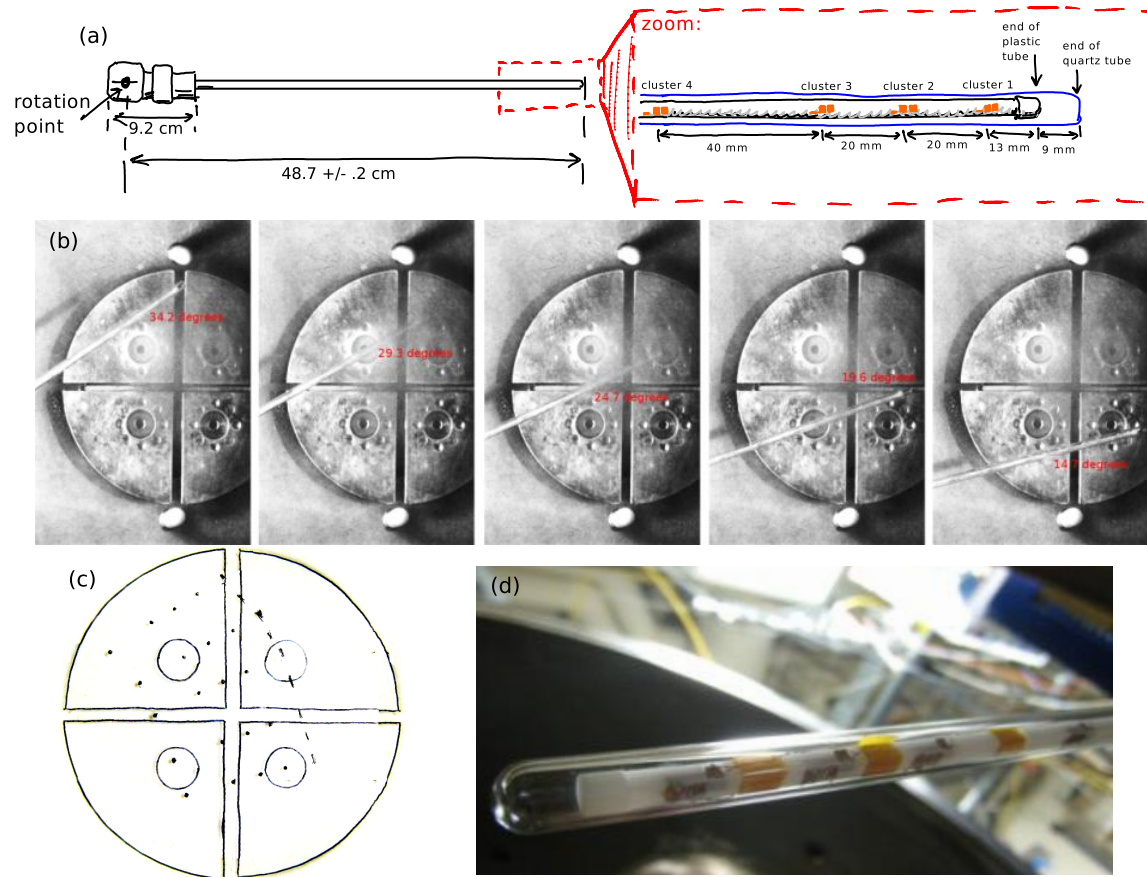 (a)
zoom:
rotation
point
9.2 cm
48.7 +/- .2 cm
end of
plastic
tube
end of
quartz tube
cluster 4
cluster 3
cluster 2
cluster 1
40 mm
20 mm
20 mm
13 mm
9 mm
(b)
34.2 degrees
29.3 degrees
24.7 degrees
19.6 degrees
14.7 degrees
(c)
(d)